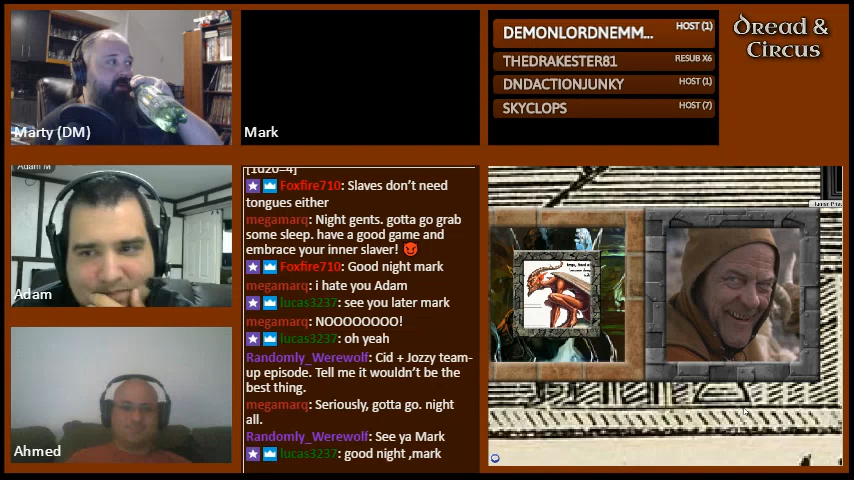 Marty (DM)
Mark
DEMONLORDNEMM... HOST (1)
THEDRAKESTER81 RESUB X6
DNDACTIONJUNKY HOST (1)
SKYCLOPS HOST (7)
Dread &
Circus
Adam M
Adam
Ahmed
[1d20=4]
Foxfire710: Slaves don't need
tongues either
megamarq: Night gents. gotta go grab
some sleep. have a good game and
embrace your inner slaver! 😈
Foxfire710: Good night mark
megamarq: i hate you Adam
lucas3237: see you later mark
megamarq: NOOOOOOOO!
lucas3237: oh yeah
Randomly_Werewolf: Cid + Jozzy team-
up episode. Tell me it wouldn't be the
best thing.
megamarq: Seriously, gotta go. night
all.
Randomly_Werewolf: See ya Mark
lucas3237: good night ,mark